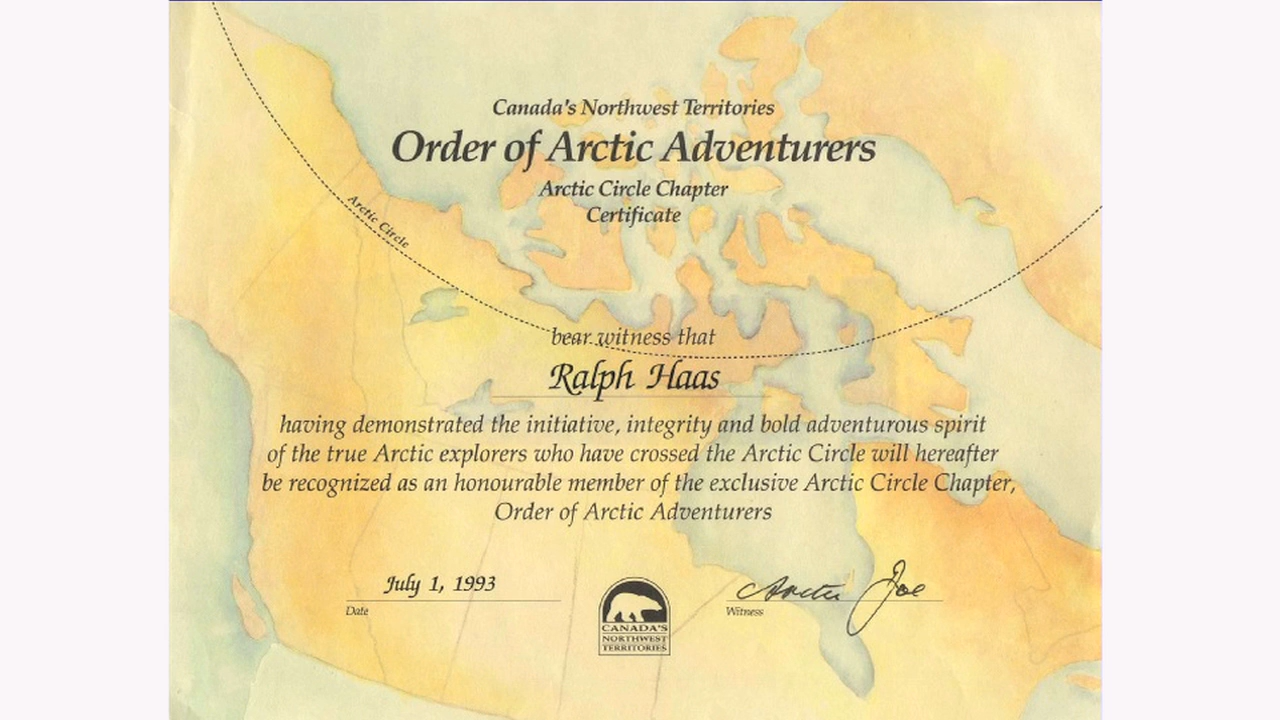 Canada's Northwest Territories
Order of Arctic Adventurers
Arctic Circle Chapter
Certificate
Arctic Circle
bear witness that
Ralph Haas
having demonstrated the initiative, integrity and bold adventurous spirit
of the true Arctic explorers who have crossed the Arctic Circle will hereafter
be recognized as an honourable member of the exclusive Arctic Circle Chapter,
Order of Arctic Adventurers
July 1, 1993
Arctic Joe
Date
Witness
CANADA'S
NORTHWEST
TERRITORIES